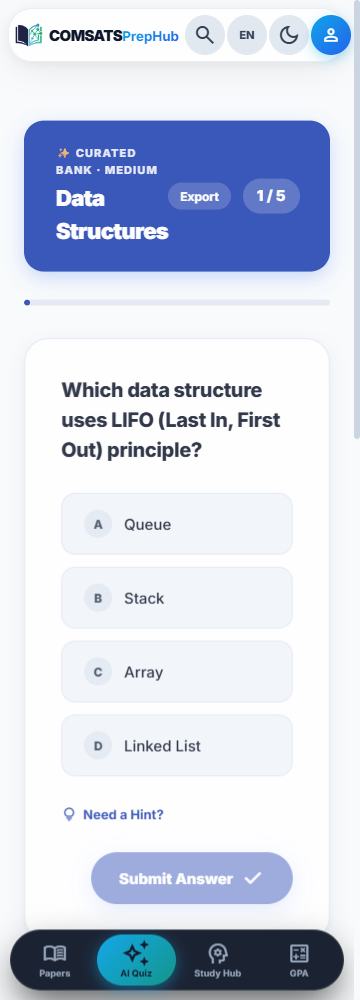 COMSATSPrepHub EN
✨ CURATED
BANK · MEDIUM
Data
Structures
Export
1 / 5
Which data structure
uses LIFO (Last In, First
Out) principle?
A Queue
B Stack
C Array
D Linked List
Need a Hint?
Submit Answer
Papers AI Quiz Study Hub GPA